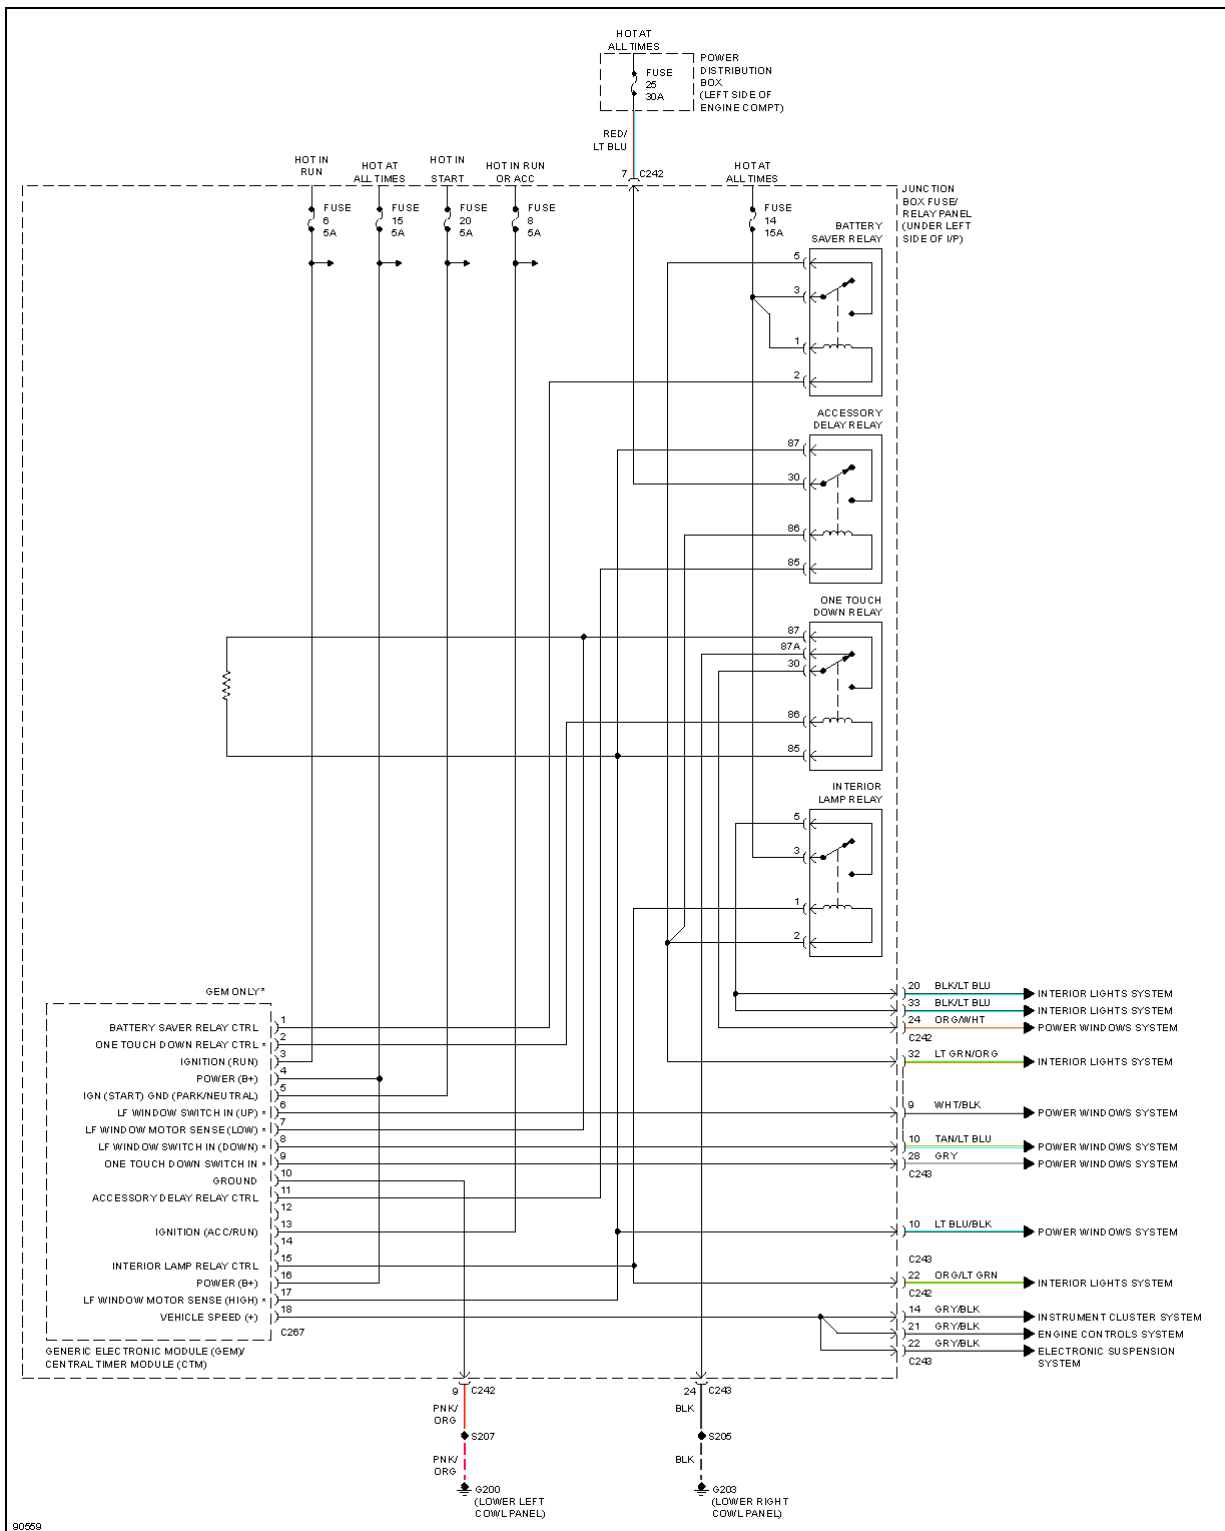 HOT AT
ALL TIMES
FUSE
25
30A
POWER
DISTRIBUTION
BOX
(LEFT SIDE OF
ENGINE COMPT)
RED/
LT BLU
7 C242
HOT IN
RUN
HOT AT
ALL TIMES
HOT IN
START
HOT IN RUN
OR ACC
HOT AT
ALL TIMES
FUSE
6
5A
FUSE
15
5A
FUSE
20
5A
FUSE
8
5A
FUSE
14
15A
JUNCTION
BOX FUSE/
RELAY PANEL
(UNDER LEFT
SIDE OF I/P)
BATTERY
SAVER RELAY
5
3
1
2
ACCESSORY
DELAY RELAY
87
30
86
85
ONE TOUCH
DOWN RELAY
87
87A
30
86
85
INTERIOR
LAMP RELAY
5
3
1
2
GEM ONLY*
BATTERY SAVER RELAY CTRL 1
ONE TOUCH DOWN RELAY CTRL * 2
IGNITION (RUN) 3
POWER (B+) 4
IGN (START) GND (PARK/NEUTRAL) 5
LF WINDOW SWITCH IN (UP) * 6
LF WINDOW MOTOR SENSE (LOW) * 7
LF WINDOW SWITCH IN (DOWN) * 8
ONE TOUCH DOWN SWITCH IN * 9
GROUND 10
ACCESSORY DELAY RELAY CTRL 11
12
IGNITION (ACC/RUN) 13
14
INTERIOR LAMP RELAY CTRL 15
POWER (B+) 16
LF WINDOW MOTOR SENSE (HIGH) * 17
VEHICLE SPEED (+) 18
C267
GENERIC ELECTRONIC MODULE (GEM)/
CENTRAL TIMER MODULE (CTM)
20 BLK/LT BLU INTERIOR LIGHTS SYSTEM
33 BLK/LT BLU INTERIOR LIGHTS SYSTEM
24 ORG/WHT POWER WINDOWS SYSTEM
C242
32 LT GRN/ORG INTERIOR LIGHTS SYSTEM
9 WHT/BLK POWER WINDOWS SYSTEM
10 TAN/LT BLU POWER WINDOWS SYSTEM
28 GRY POWER WINDOWS SYSTEM
C243
10 LT BLU/BLK POWER WINDOWS SYSTEM
C243
22 ORG/LT GRN INTERIOR LIGHTS SYSTEM
C242
14 GRY/BLK INSTRUMENT CLUSTER SYSTEM
21 GRY/BLK ENGINE CONTROLS SYSTEM
22 GRY/BLK ELECTRONIC SUSPENSION
SYSTEM
C243
9 C242
PNK/
ORG
S207
PNK/
ORG
G200
(LOWER LEFT
COWL PANEL)
24 C243
BLK
S205
BLK
G203
(LOWER RIGHT
COWL PANEL)
90559